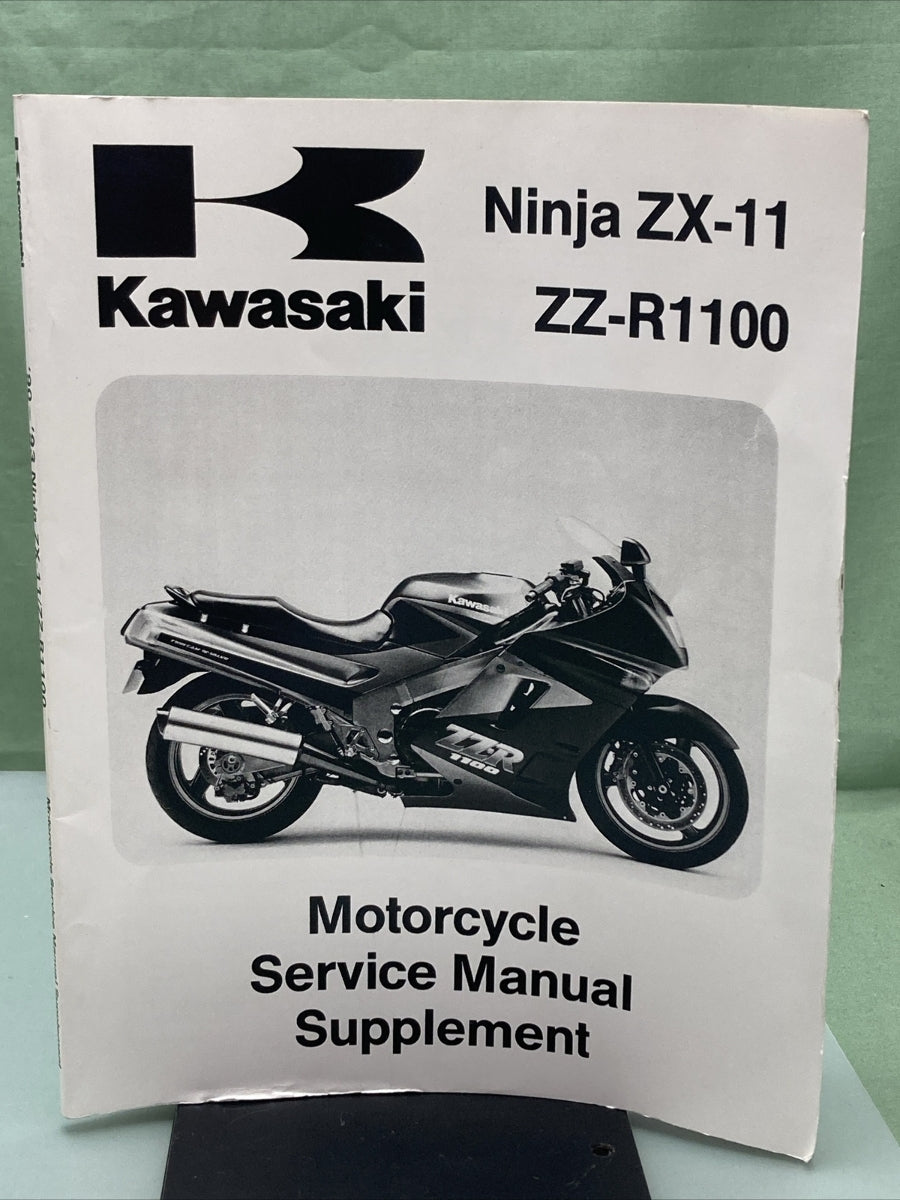 Kawasaki
Ninja ZX-11
ZZ-R1100
Kawasaki
ZZR
1100
Motorcycle
Service Manual
Supplement